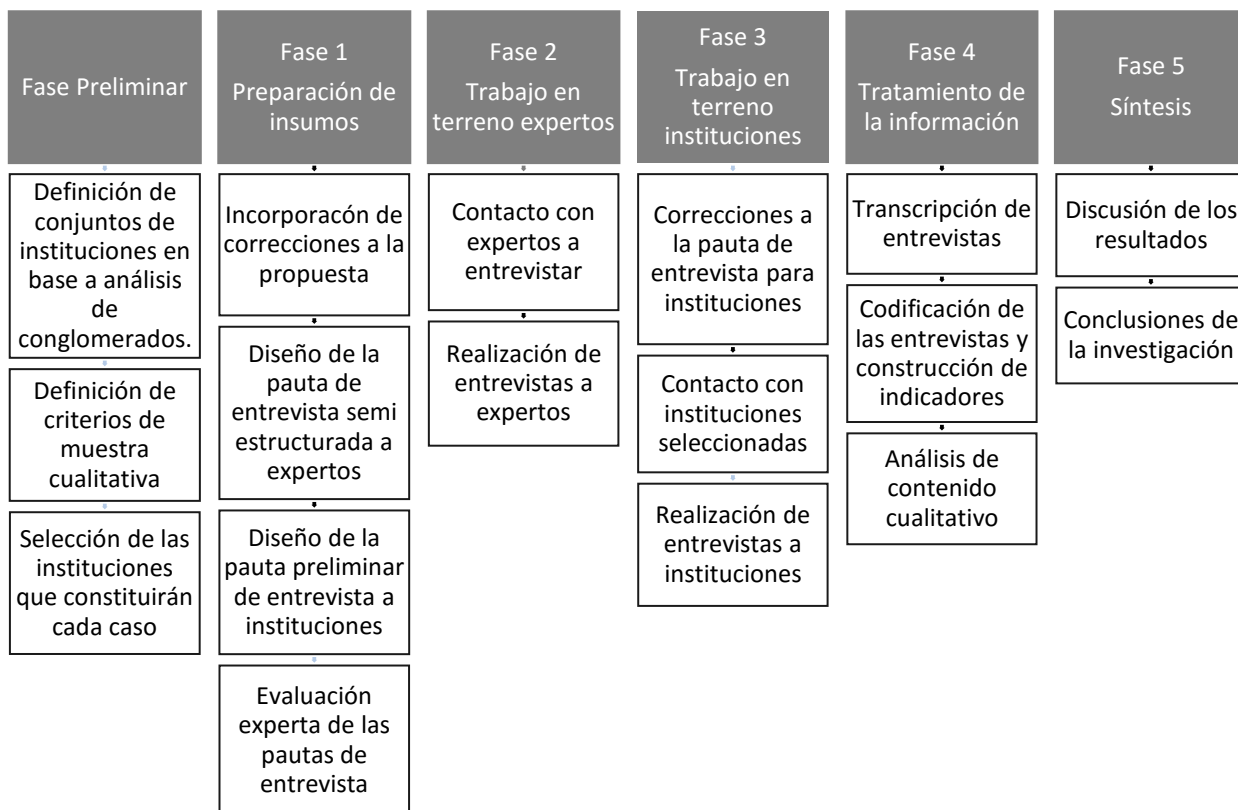 Fase Preliminar
Definición de
conjuntos de
instituciones en
base a análisis
de
conglomerados.
Definición de
criterios de
muestra
cualitativa
Selección de las
instituciones
que constituirán
cada caso
Fase 1
Preparación de
insumos
Incorporacón de
correcciones a la
propuesta
Diseño de la
pauta de
entrevista semi
estructurada a
expertos
Diseño de la
pauta preliminar
de entrevista a
instituciones
Evaluación
experta de las
pautas de
entrevista
Fase 2
Trabajo en
terreno expertos
Contacto con
expertos a
entrevistar
Realización de
entrevistas a
expertos
Fase 3
Trabajo en
terreno
instituciones
Correcciones a
la pauta de
entrevista para
instituciones
Contacto con
instituciones
seleccionadas
Realización de
entrevistas a
instituciones
Fase 4
Tratamiento de
la información
Transcripción de
entrevistas
Codificación de
las entrevistas y
construcción de
indicadores
Análisis de
contenido
cualitativo
Fase 5
Síntesis
Discusión de los
resultados
Conclusiones de
la investigación